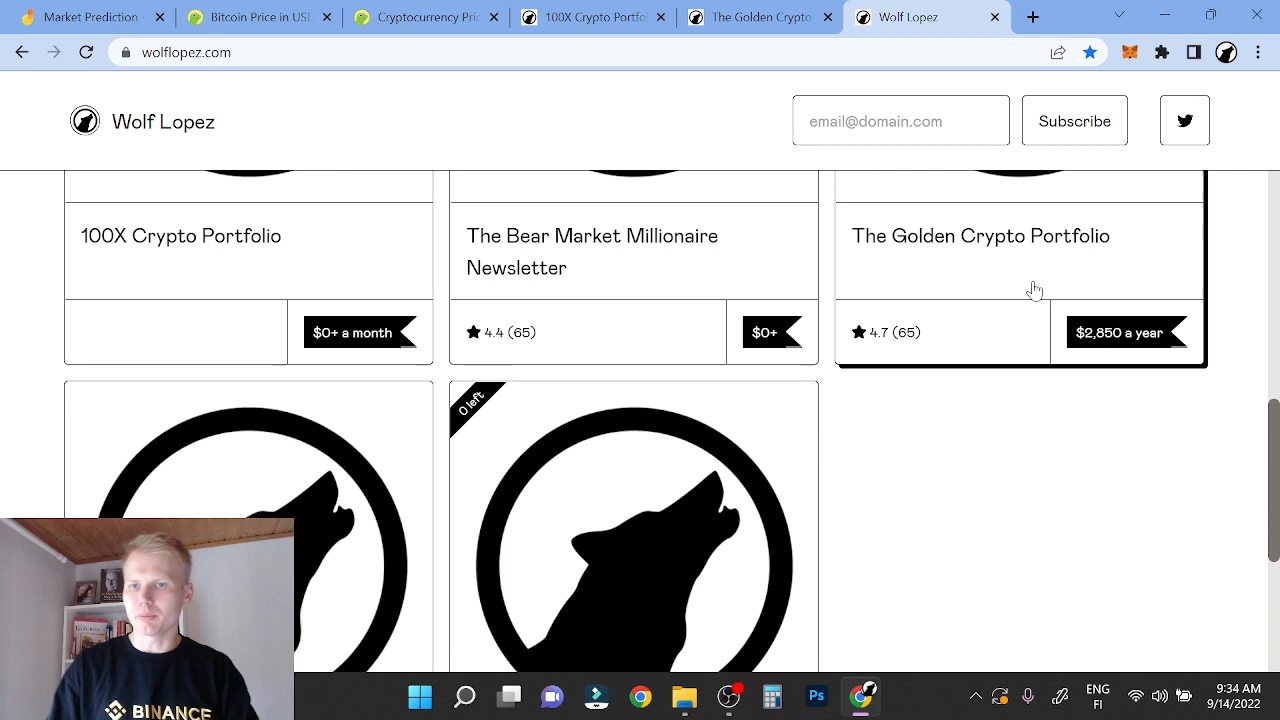 Market Prediction -
Bitcoin Price in USD
Cryptocurrency Pric
100X Crypto Portfol
The Golden Crypto
Wolf Lopez
wolflopez.com
Wolf Lopez
email@domain.com
Subscribe
100X Crypto Portfolio
The Bear Market Millionaire
Newsletter
The Golden Crypto Portfolio
$0+ a month
4.4 (65)
$0+
4.7 (65)
$2,850 a year
0 left
BINANCE
Ps
ENG
FI
9:34 AM
9/14/2022